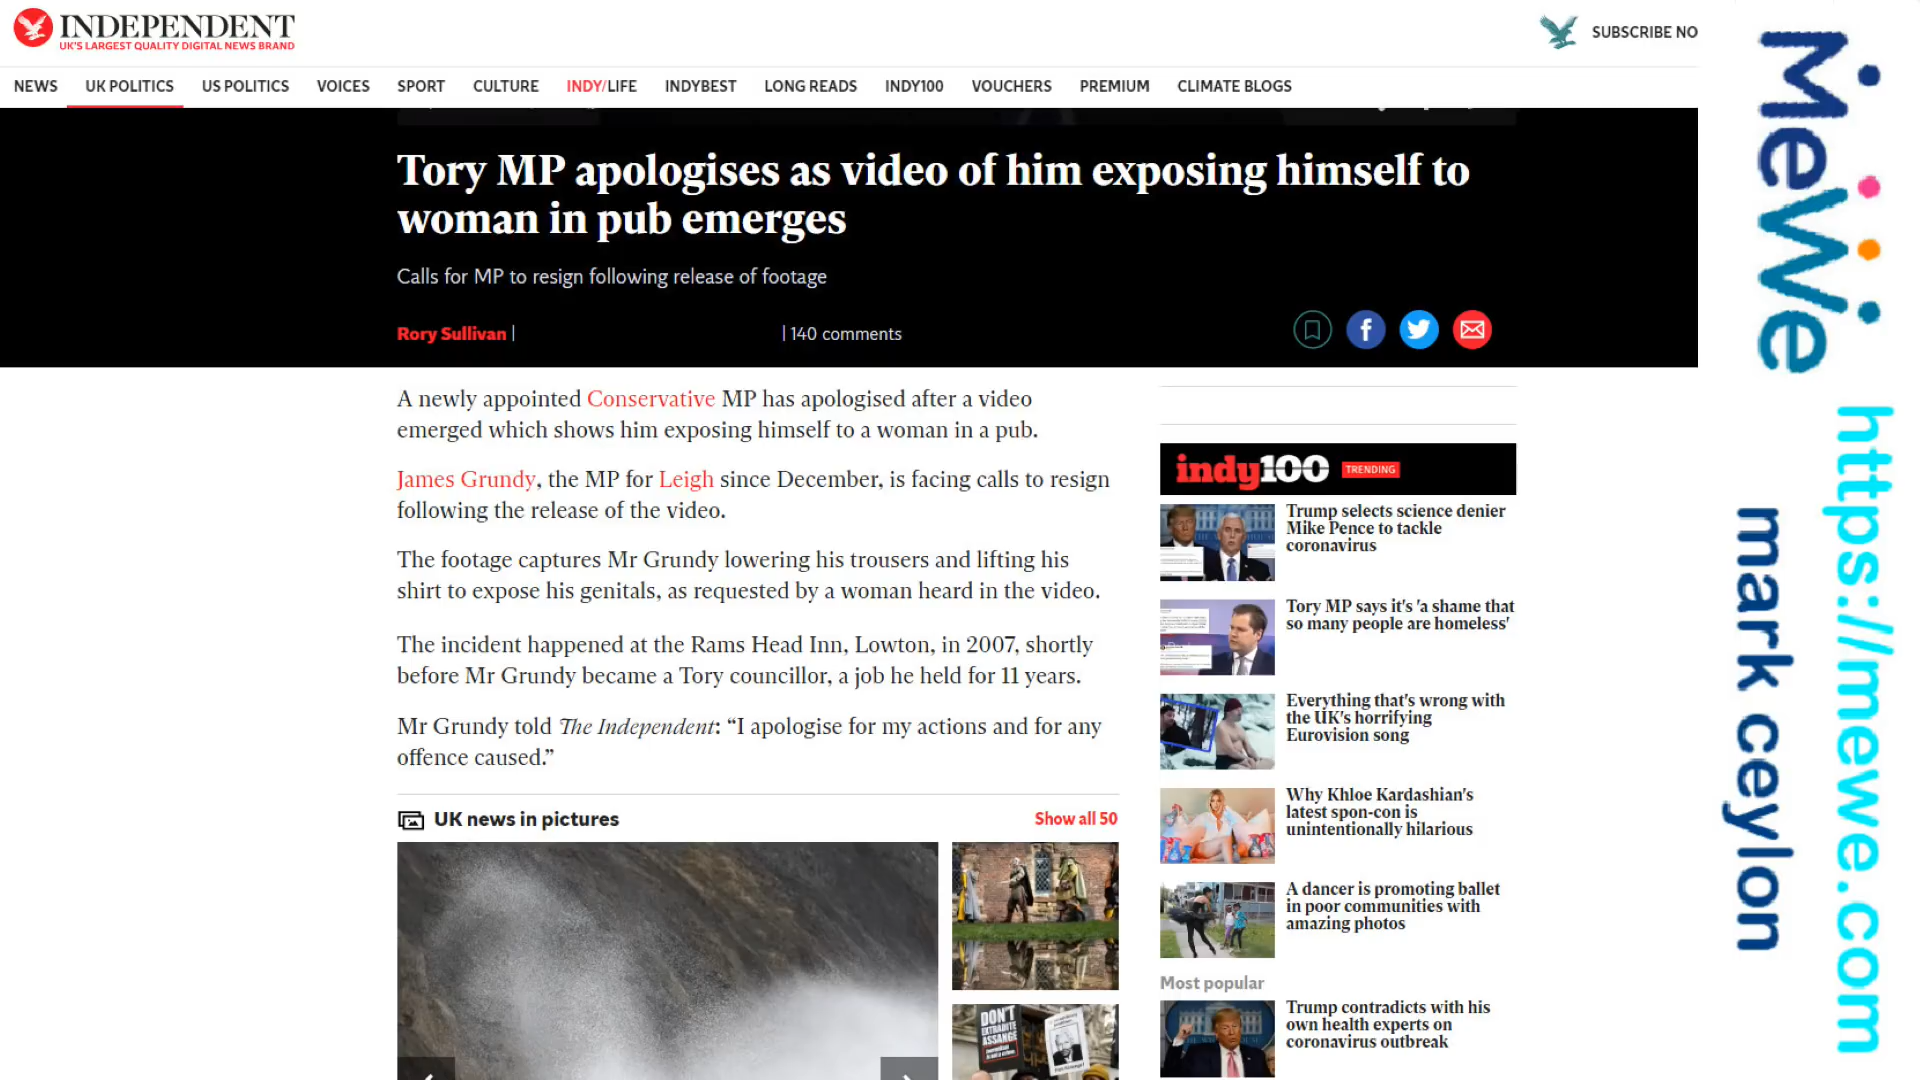 INDEPENDENT
UK'S LARGEST QUALITY DIGITAL NEWS BRAND
SUBSCRIBE NO
NEWS UK POLITICS US POLITICS VOICES SPORT CULTURE INDY/LIFE INDYBEST LONG READS INDY100 VOUCHERS PREMIUM CLIMATE BLOGS
Tory MP apologises as video of him exposing himself to
woman in pub emerges
Calls for MP to resign following release of footage
Rory Sullivan |
| 140 comments
A newly appointed Conservative MP has apologised after a video
emerged which shows him exposing himself to a woman in a pub.
James Grundy, the MP for Leigh since December, is facing calls to resign
following the release of the video.
The footage captures Mr Grundy lowering his trousers and lifting his
shirt to expose his genitals, as requested by a woman heard in the video.
The incident happened at the Rams Head Inn, Lowton, in 2007, shortly
before Mr Grundy became a Tory councillor, a job he held for 11 years.
Mr Grundy told The Independent: “I apologise for my actions and for any
offence caused.”
UK news in pictures
Show all 50
DON'T
EXTRADITE
ASSANGE
indy100 TRENDING
Trump selects science denier
Mike Pence to tackle
coronavirus
Tory MP says it's 'a shame that
so many people are homeless'
Everything that's wrong with
the UK's horrifying
Eurovision song
Why Khloe Kardashian's
latest spon-con is
unintentionally hilarious
A dancer is promoting ballet
in poor communities with
amazing photos
Most popular
Trump contradicts with his
own health experts on
coronavirus outbreak
MeWe
https://mewe.com
mark ceylon